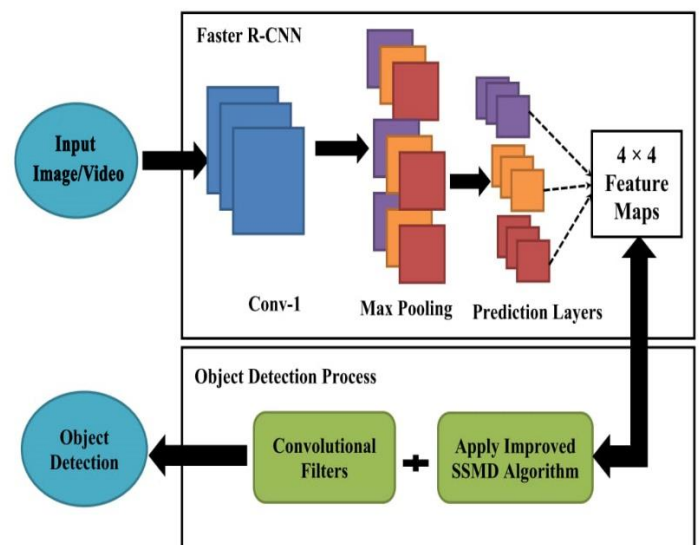 Faster R-CNN
Input
Image/Video
4 × 4
Feature
Maps
Conv-1
Max Pooling
Prediction Layers
Object Detection Process
Object
Detection
Convolutional
Filters
+
Apply Improved
SSMD Algorithm